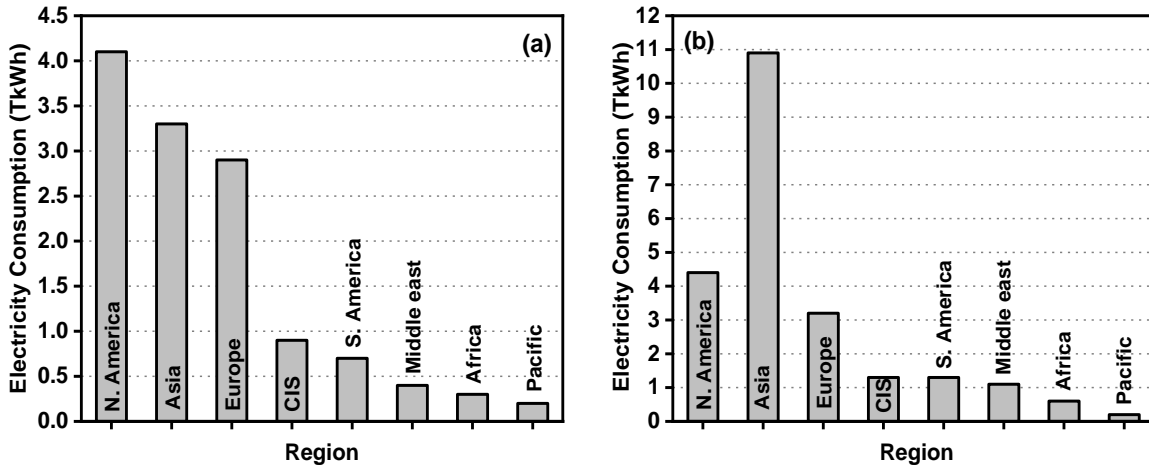 (a)
Electricity Consumption (TkWh)
4.5
4.0
3.5
3.0
2.5
2.0
1.5
1.0
0.5
0.0
N. America
Asia
Europe
CIS
S. America
Middle east
Africa
Pacific
Region
(b)
Electricity Consumption (TkWh)
12
11
10
9
8
7
6
5
4
3
2
1
0
N. America
Asia
Europe
CIS
S. America
Middle east
Africa
Pacific
Region